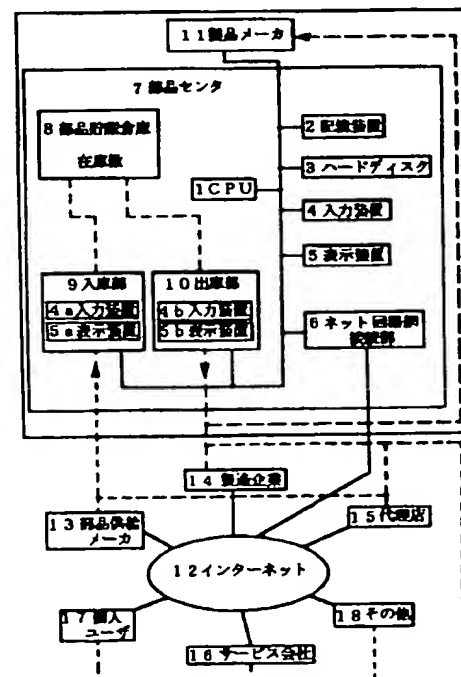 11製品メーカ
7部品センタ
8部品貯蔵倉庫
在庫数
2記憶装置
3ハードディスク
1CPU
4入力装置
5表示装置
9入庫部
4a入力装置
5a表示装置
10出庫部
4b入力装置
5b表示装置
6ネット回線網
接続部
14製造企業
13部品供給
メーカ
15代理店
12インターネット
17個人
ユーザ
18その他
16サービス会社